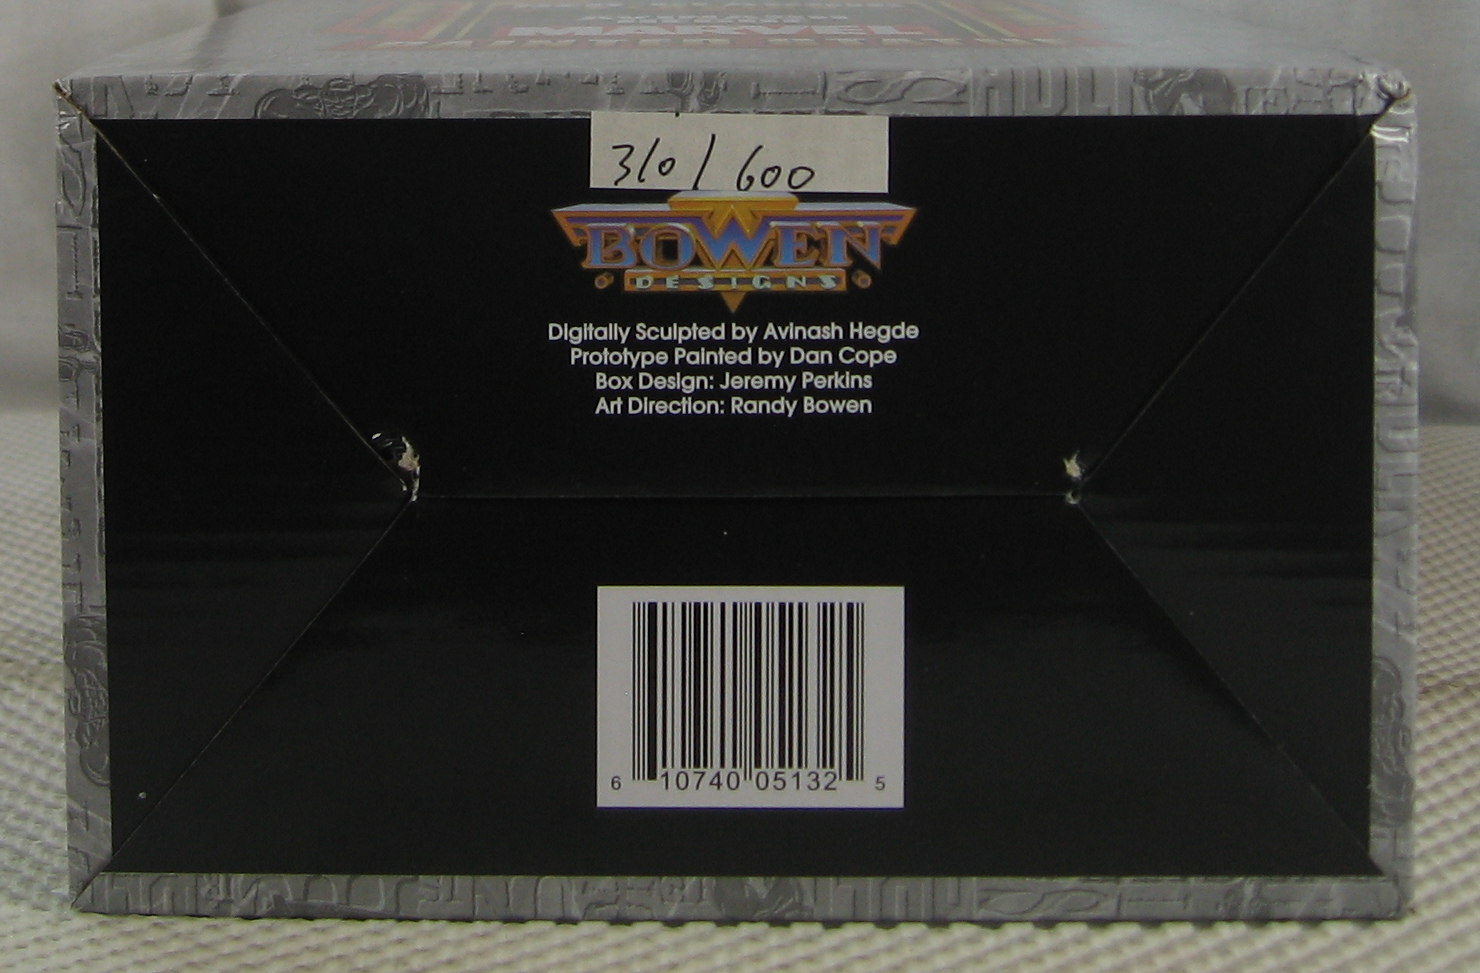 MARVEL
310/600
BOWEN
DESIGNS
Digitally Sculpted by Avinash Hegde
Prototype Painted by Dan Cope
Box Design: Jeremy Perkins
Art Direction: Randy Bowen
6 10740 05132 5